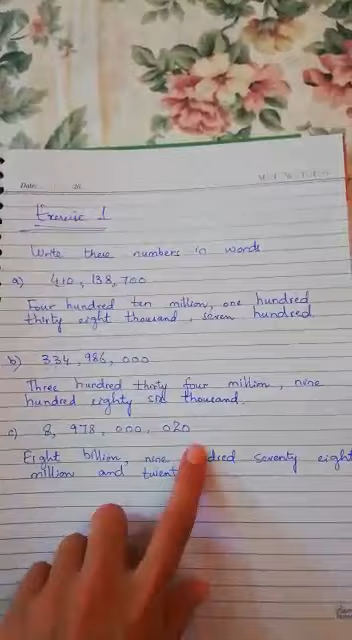 Date: 20
M T W T F S
Exercise 1
Write these numbers in words
a) 410, 138, 700
Four hundred ten million, one hundred
thirty eight thousand, seven hundred
b) 334, 986, 000
Three hundred thirty four million, nine
hundred eighty six thousand.
c) 8, 978, 000, 020
Eight billion, nine dred seventy eight
million and twent